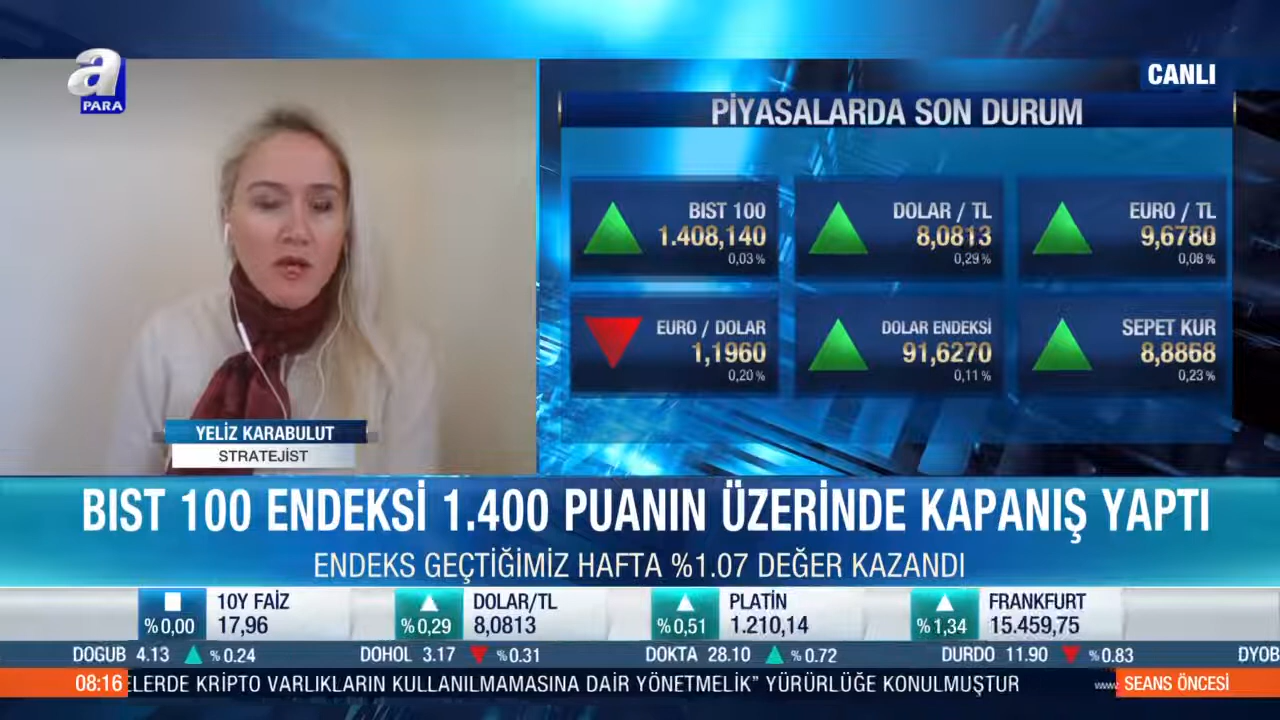 a
PARA
CANLI
PİYASALARDA SON DURUM
BIST 100
1.408,140
0,03 %
DOLAR / TL
8,0813
0,29 %
EURO / TL
9,6780
0,08 %
EURO / DOLAR
1,1960
0,20 %
DOLAR ENDEKSİ
91,6270
0,11 %
SEPET KUR
8,8868
0,23 %
YELİZ KARABULUT
STRATEJİST
BIST 100 ENDEKSİ 1.400 PUANIN ÜZERİNDE KAPANIŞ YAPTI
ENDEKS GEÇTİĞİMİZ HAFTA %1.07 DEĞER KAZANDI
% 0,00 10Y FAİZ 17,96
% 0,29 DOLAR/TL 8,0813
% 0,51 PLATİN 1.210,14
% 1,34 FRANKFURT 15.459,75
DOGUB 4.13 % 0.24 DOHOL 3.17 % 0.31 DOKTA 28.10 % 0.72 DURDO 11.90 % 0.83 DYOB
08:16 ELERDE KRİPTO VARLIKLARIN KULLANILMAMASINA DAİR YÖNETMELİK” YÜRÜRLÜĞE KONULMUŞTUR www. SEANS ÖNCESİ